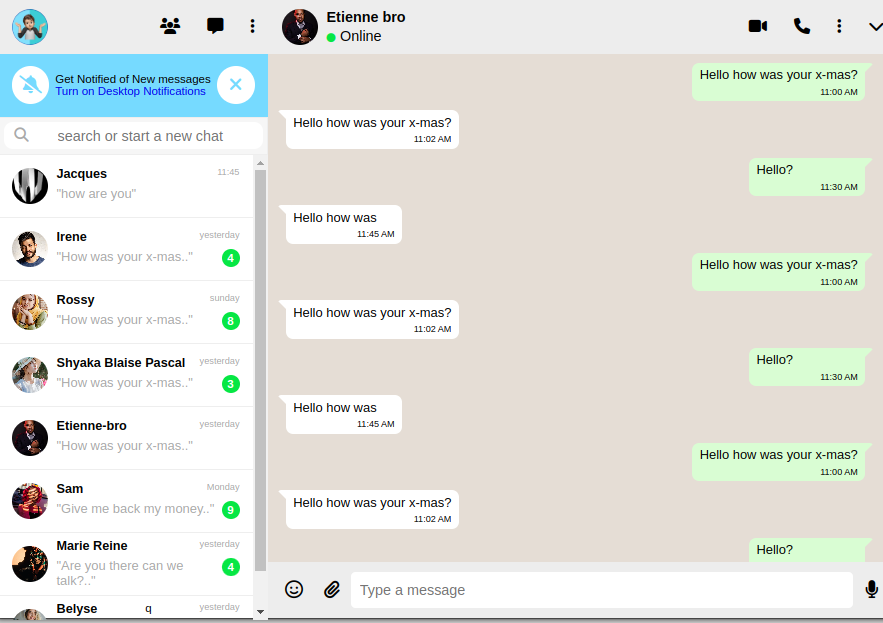 Etienne bro
Online
Get Notified of New messages
Turn on Desktop Notifications
search or start a new chat
Jacques 11:45
"how are you"
Irene yesterday
"How was your x-mas.." 4
Rossy sunday
"How was your x-mas.." 8
Shyaka Blaise Pascal yesterday
"How was your x-mas.." 3
Etienne-bro yesterday
"How was your x-mas.."
Sam Monday
"Give me back my money.." 9
Marie Reine yesterday
"Are you there can we 4
talk?.."
Belyse q yesterday
Hello how was your x-mas?
11:00 AM
Hello how was your x-mas?
11:02 AM
Hello?
11:30 AM
Hello how was
11:45 AM
Hello how was your x-mas?
11:00 AM
Hello how was your x-mas?
11:02 AM
Hello?
11:30 AM
Hello how was
11:45 AM
Hello how was your x-mas?
11:00 AM
Hello how was your x-mas?
11:02 AM
Hello?
Type a message